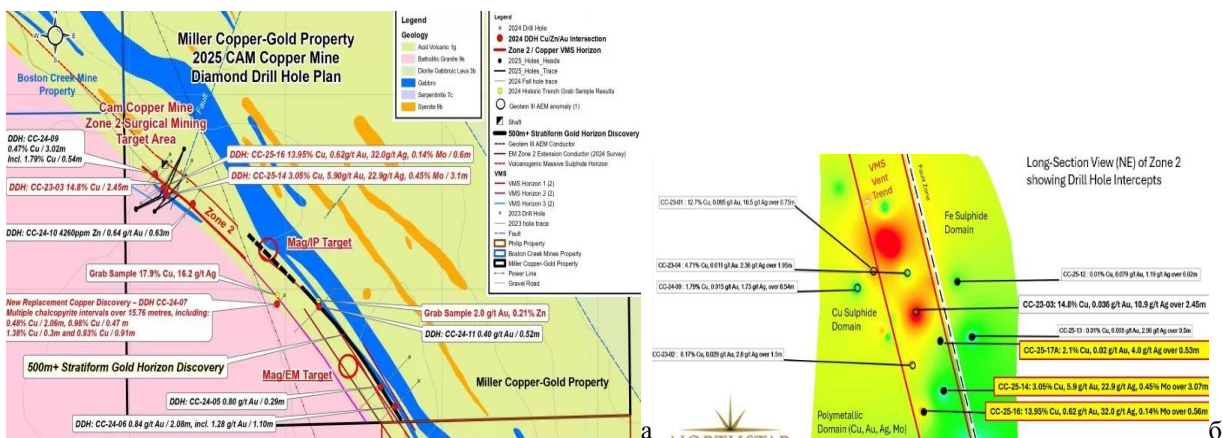 Miller Copper-Gold Property
2025 CAM Copper Mine
Diamond Drill Hole Plan
N
W
E
S
Boston Creek Mine
Property
Cam Copper Mine
Zone 2-Surgical Mining
Target Area
Fault
DDH: CC-24-09
0.47% Cu / 3.02m
Incl. 1.79% Cu / 0.54m
DDH: CC-25-16 13.95% Cu, 0.62g/t Au, 32.0g/t Ag, 0.14% Mo / 0.6m
DDH: CC-25-14 3.05% Cu, 5.90g/t Au, 22.9g/t Ag, 0.45% Mo / 3.1m
DDH: CC-23-03 14.8% Cu / 2.45m
Zone 2
DDH: CC-24-10 4260ppm Zn / 0.64 g/t Au / 0.63m
Mag/IP Target
Grab Sample 17.9% Cu, 16.2 g/t Ag
New Replacement Copper Discovery – DDH CC-24-07
Multiple chalcopyrite intervals over 15.76 metres, including:
0.48% Cu / 2.06m, 0.98% Cu / 0.47 m
1.38% Cu / 0.3m and 0.93% Cu / 0.91m
Grab Sample 2.0 g/t Au, 0.21% Zn
DDH: CC-24-11 0.40 g/t Au / 0.52m
500m+ Stratiform Gold Horizon Discovery
Mag/EM Target
Miller Copper-Gold Property
DDH: CC-24-05 0.80 g/t Au / 0.29m
DDH: CC-24-06 0.84 g/t Au / 2.08m, incl. 1.28 g/t Au / 1.10m
Legend
Geology
Acid Volcanic 1g
Batholitic Granite 9a
Diorite Gabbroic Lava 3b
Gabbro
Serpentinite 7c
Syenite 9b
Legend
2024 Drill Hole
2024 DDH Cu/Zn/Au Intersection
Zone 2 / Copper VMS Horizon
2025_Holes_Heads
2025_Holes_Trace
2024 Fall hole trace
2024 Historic Trench Grab Sample Results
Geotem III AEM anomaly (1)
Shaft
500m+ Stratiform Gold Horizon Discovery
Geotem III AEM Conductor
EM Zone 2 Extension Conductor (2024 Survey)
Volcanogenic Massive Sulphide Horizon
VMS
VMS Horizon 1 (2)
VMS Horizon 2 (2)
VMS Horizon 3 (2)
2023 Drill Hole
2023 hole trace
Fault
Philip Property
Boston Creek Mines Property
Miller Copper-Gold Property
Power Line
Gravel Road
а
Long-Section View (NE) of Zone 2
showing Drill Hole Intercepts
VMS
Vent
Trend
Fault Zone
Fe Sulphide
Domain
Cu Sulphide
Domain
Polymetallic
Domain (Cu, Au, Ag, Mo)
CC-23-01 : 12.7% Cu, 0.095 g/t Au, 16.5 g/t Ag over 0.75m
CC-23-04 : 4.71% Cu, 0.011 g/t Au, 2.36 g/t Ag over 1.95m
CC-24-09 : 1.79% Cu, 0.015 g/t Au, 1.73 g/t Ag, over 0.54m
CC-23-02 : 8.17% Cu, 0.029 g/t Au, 2.8 g/t Ag over 1.5m
CC-25-12 : 0.01% Cu, 0.079 g/t Au, 1.19 g/t Ag over 0.62m
CC-23-03: 14.8% Cu, 0.036 g/t Au, 10.9 g/t Ag over 2.45m
CC-25-13 : 0.01% Cu, 0.008 g/t Au, 2.96 g/t Ag over 0.5m
CC-25-17A: 2.1% Cu, 0.02 g/t Au, 4.0 g/t Ag over 0.53m
CC-25-14: 3.05% Cu, 5.9 g/t Au, 22.9 g/t Ag, 0.45% Mo over 3.07m
CC-25-16: 13.95% Cu, 0.62 g/t Au, 32.0 g/t Ag, 0.14% Mo over 0.56m
NORTHSTAR
б